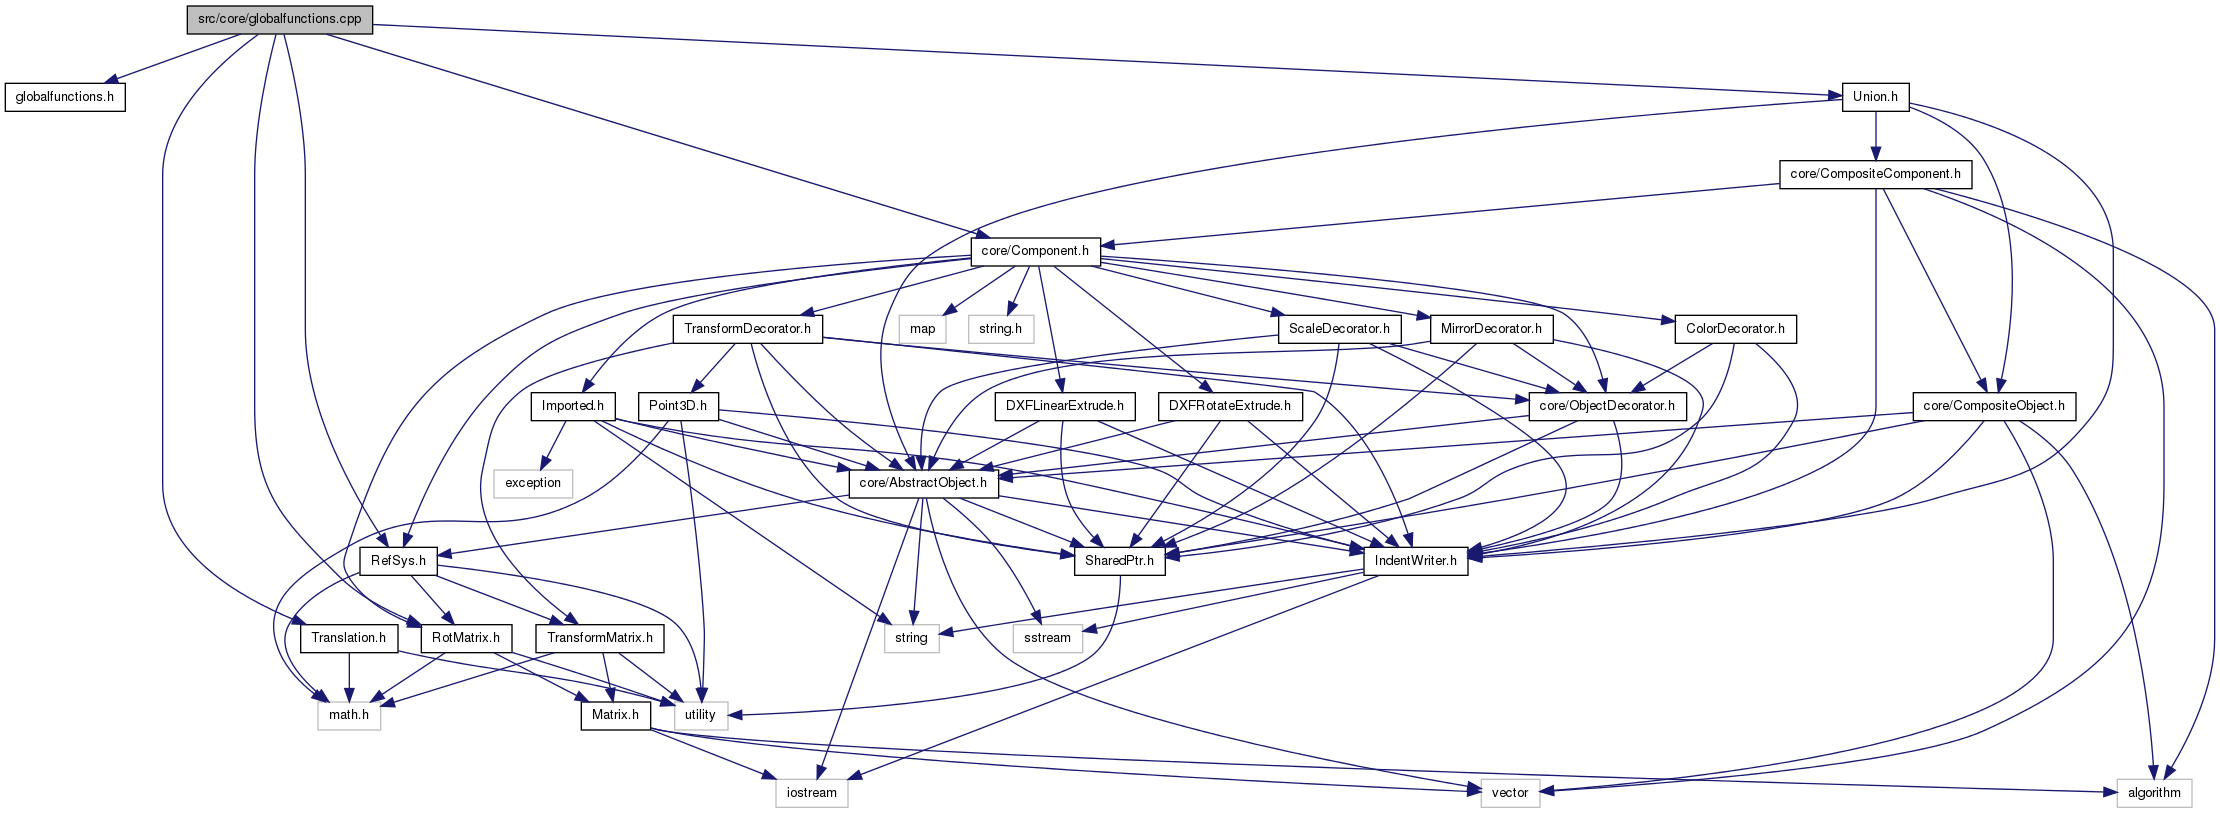 src/core/globalfunctions.cpp
globalfunctions.h
Union.h
core/CompositeComponent.h
core/Component.h
TransformDecorator.h
map
string.h
ScaleDecorator.h
MirrorDecorator.h
ColorDecorator.h
Imported.h
Point3D.h
DXFLinearExtrude.h
DXFRotateExtrude.h
core/ObjectDecorator.h
core/CompositeObject.h
exception
core/AbstractObject.h
RefSys.h
SharedPtr.h
IndentWriter.h
Translation.h
RotMatrix.h
TransformMatrix.h
string
sstream
math.h
Matrix.h
utility
iostream
vector
algorithm